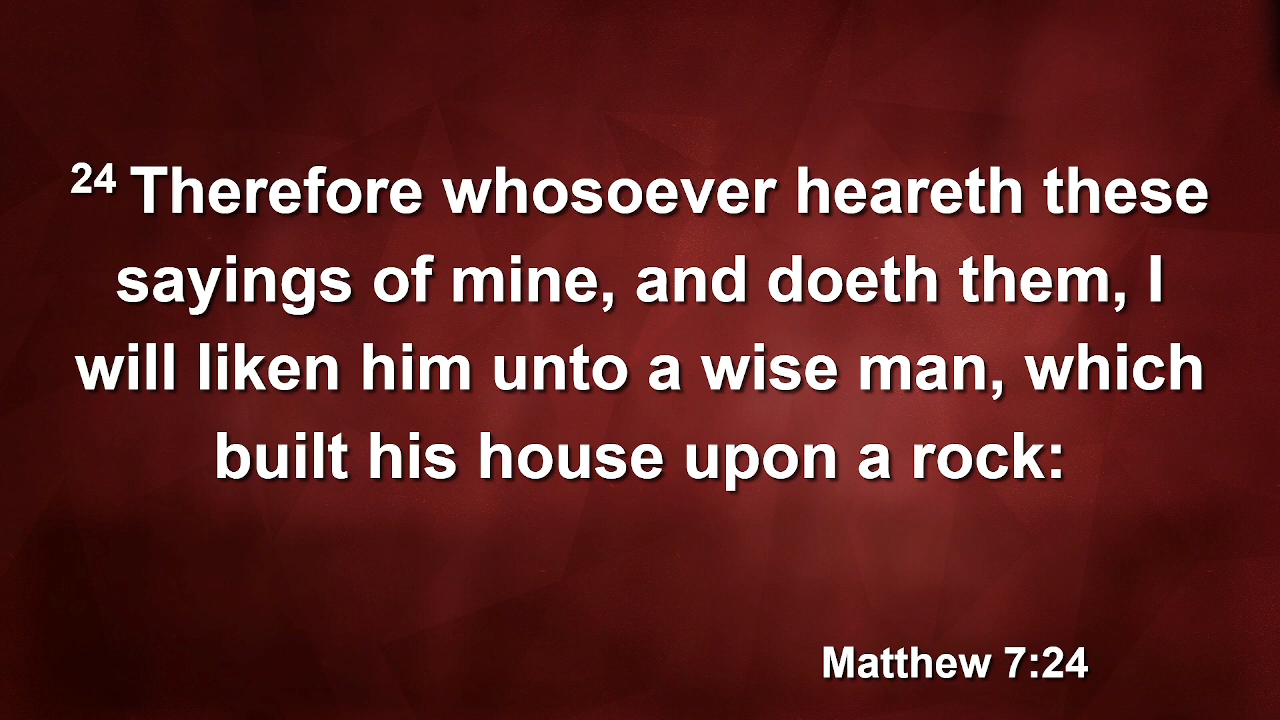 24 Therefore whosoever heareth these
sayings of mine, and doeth them, I
will liken him unto a wise man, which
built his house upon a rock:
Matthew 7:24